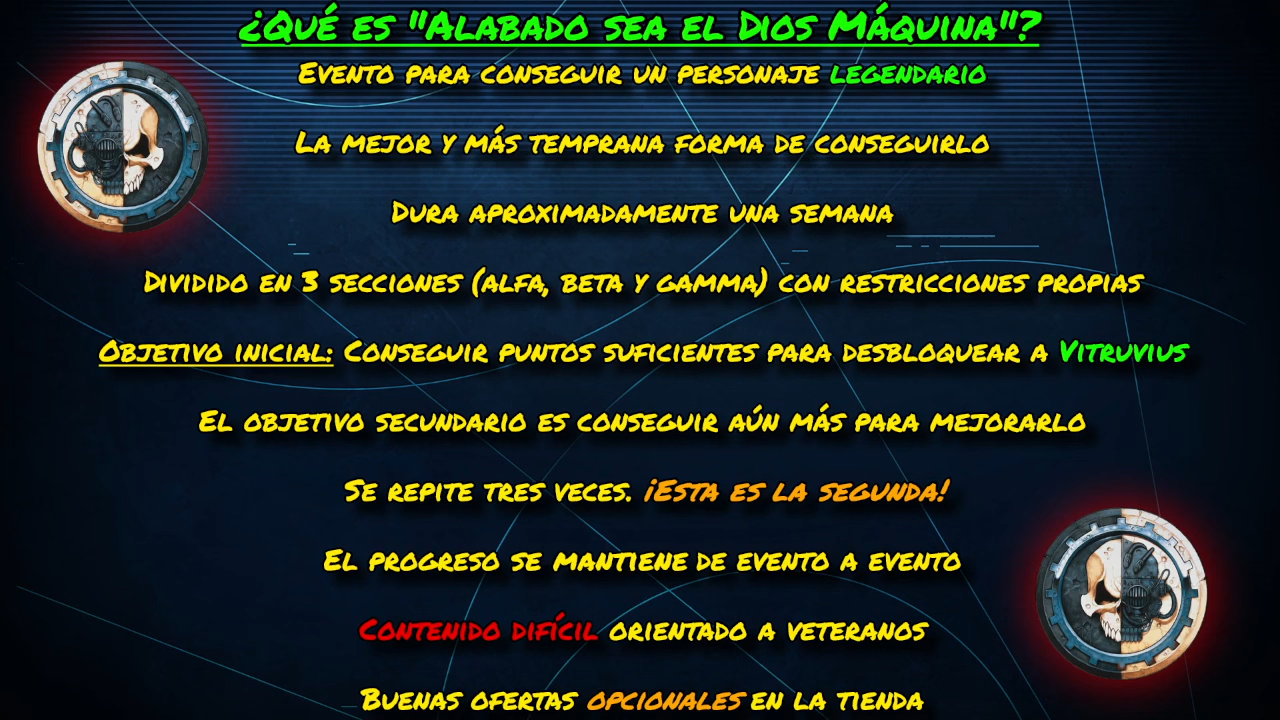 ¿Qué es "Alabado sea el Dios Máquina"?
Evento para conseguir un personaje legendario
La mejor y más temprana forma de conseguirlo
Dura aproximadamente una semana
Dividido en 3 secciones (alfa, beta y gamma) con restricciones propias
Objetivo inicial: Conseguir puntos suficientes para desbloquear a Vitruvius
El objetivo secundario es conseguir aún más para mejorarlo
Se repite tres veces. ¡Esta es la segunda!
El progreso se mantiene de evento a evento
Contenido difícil orientado a veteranos
Buenas ofertas opcionales en la tienda